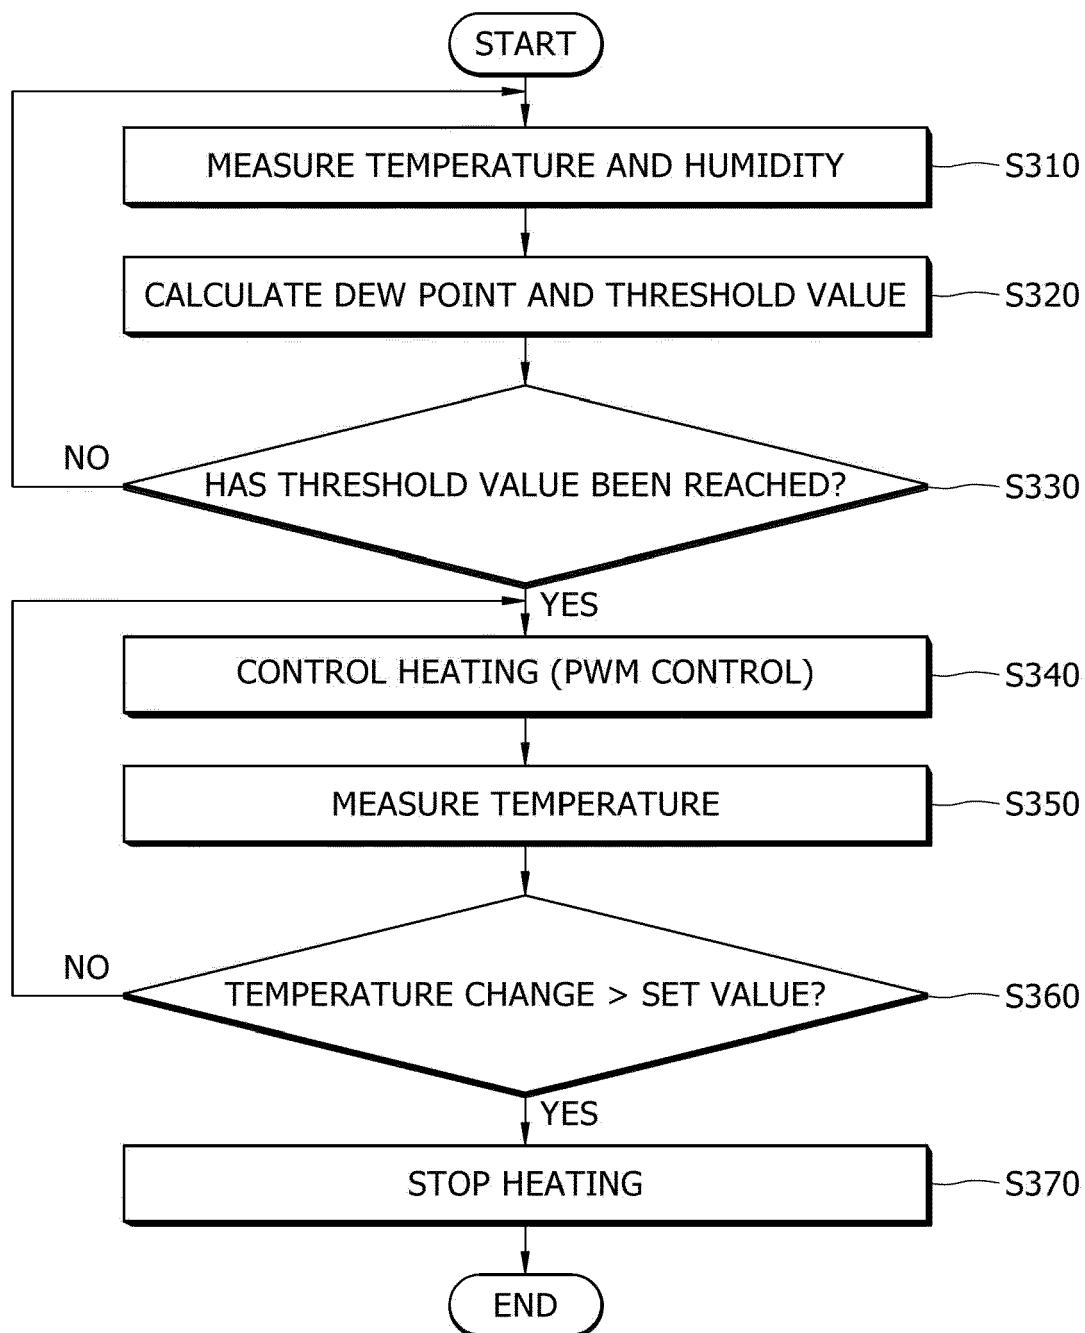 START
MEASURE TEMPERATURE AND HUMIDITY
S310
CALCULATE DEW POINT AND THRESHOLD VALUE
S320
NO
HAS THRESHOLD VALUE BEEN REACHED?
S330
YES
CONTROL HEATING (PWM CONTROL)
S340
MEASURE TEMPERATURE
S350
NO
TEMPERATURE CHANGE > SET VALUE?
S360
YES
STOP HEATING
S370
END